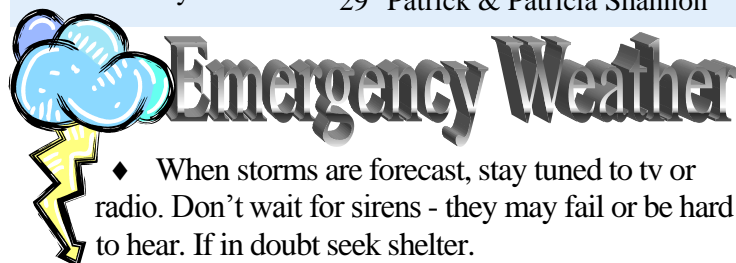 29 Patrick & Patricia Shannon
Emergency Weather
♦ When storms are forecast, stay tuned to tv or
radio. Don’t wait for sirens - they may fail or be hard
to hear. If in doubt seek shelter.